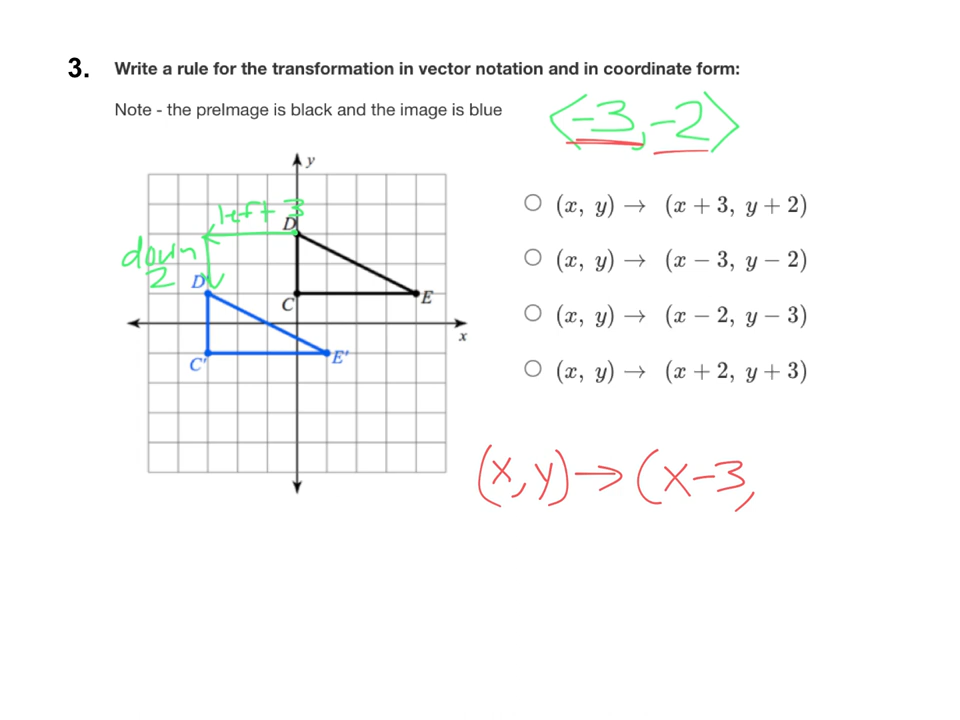 3. Write a rule for the transformation in vector notation and in coordinate form:
Note - the preImage is black and the image is blue
<-3,-2>
y
left 3
D
down
2
D'
C
E
x
C'
E'
(x, y) → (x + 3, y + 2)
(x, y) → (x − 3, y − 2)
(x, y) → (x − 2, y − 3)
(x, y) → (x + 2, y + 3)
(x,y)→(x-3,